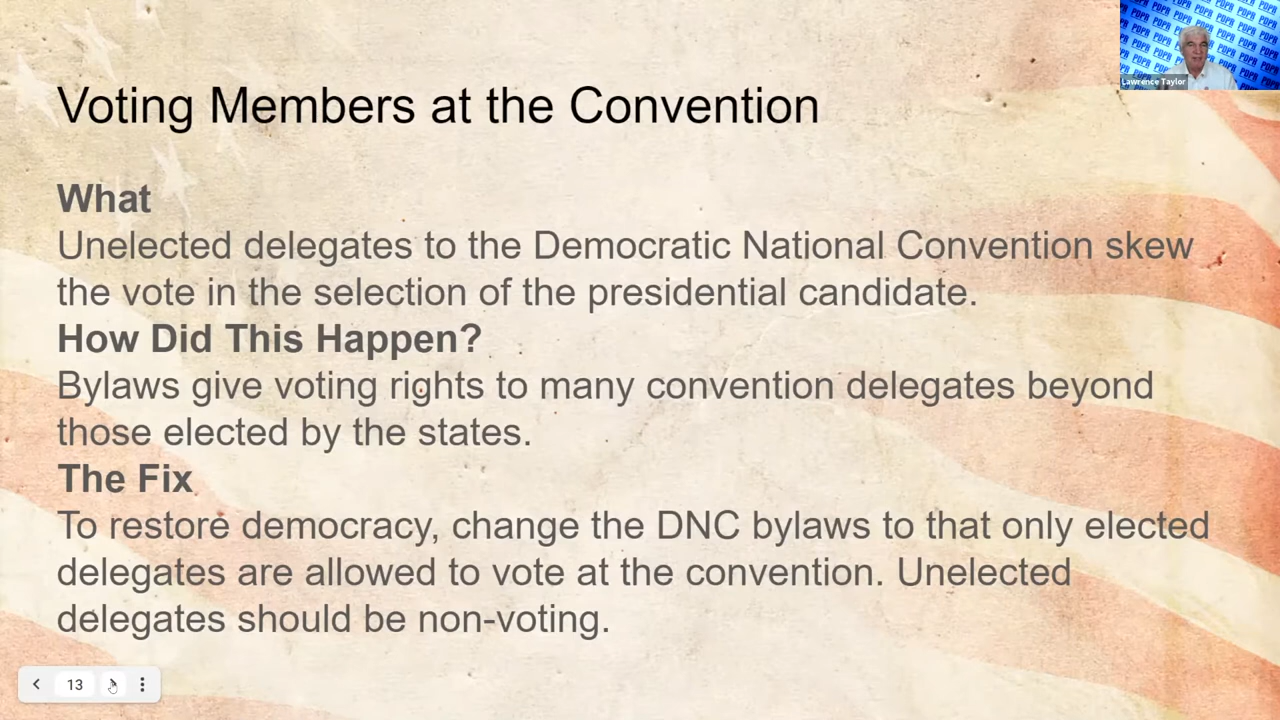 Voting Members at the Convention
What
Unelected delegates to the Democratic National Convention skew
the vote in the selection of the presidential candidate.
How Did This Happen?
Bylaws give voting rights to many convention delegates beyond
those elected by the states.
The Fix
To restore democracy, change the DNC bylaws to that only elected
delegates are allowed to vote at the convention. Unelected
delegates should be non-voting.
Lawrence Taylor
13